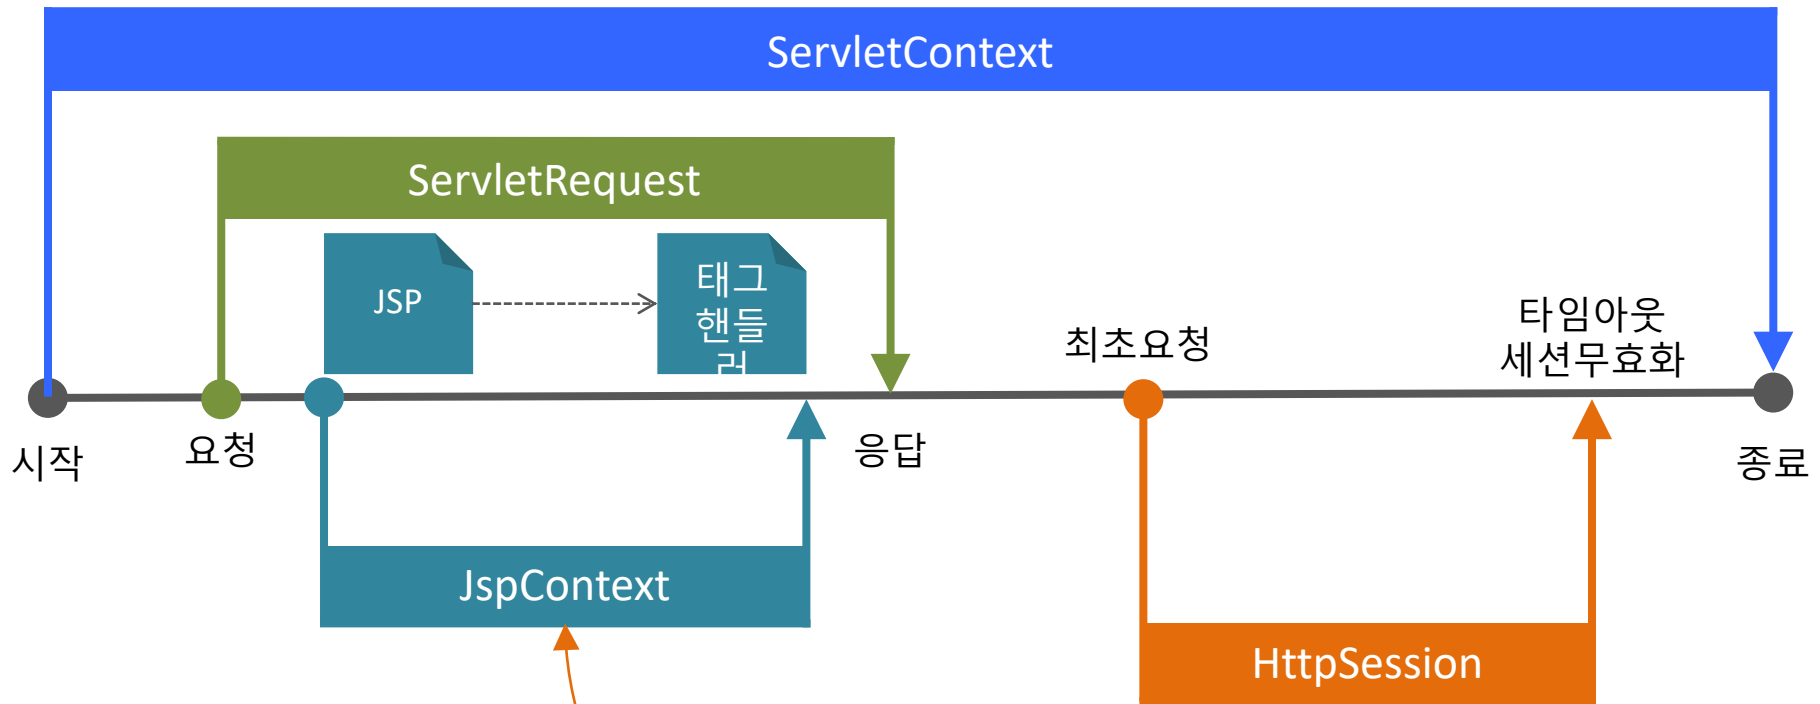 ServletContext
ServletRequest
JSP
태그
핸들
러
최초요청
타임아웃
세션무효화
시작
요청
응답
종료
JspContext
HttpSession